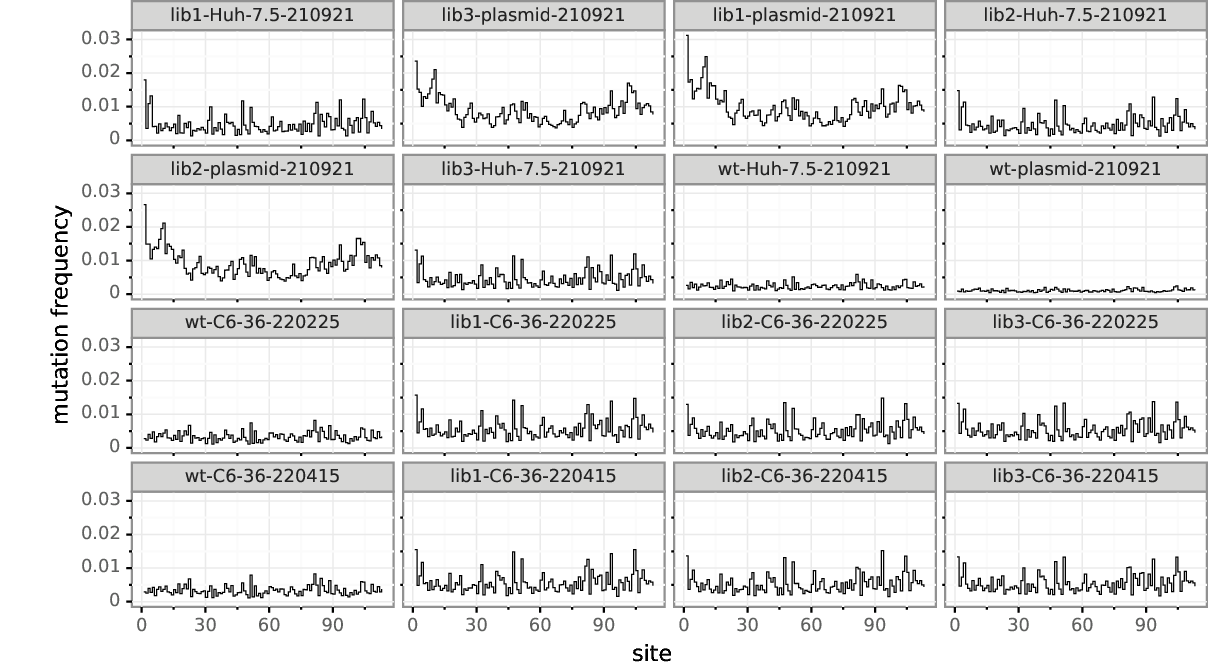 lib1-Huh-7.5-210921 lib3-plasmid-210921 lib1-plasmid-210921 lib2-Huh-7.5-210921
0.03
0.02
0.01
0
lib2-plasmid-210921 lib3-Huh-7.5-210921 wt-Huh-7.5-210921 wt-plasmid-210921
0.03
0.02
0.01
0
mutation frequency
wt-C6-36-220225 lib1-C6-36-220225 lib2-C6-36-220225 lib3-C6-36-220225
0.03
0.02
0.01
0
wt-C6-36-220415 lib1-C6-36-220415 lib2-C6-36-220415 lib3-C6-36-220415
0.03
0.02
0.01
0
0 30 60 90 0 30 60 90 0 30 60 90 0 30 60 90
site